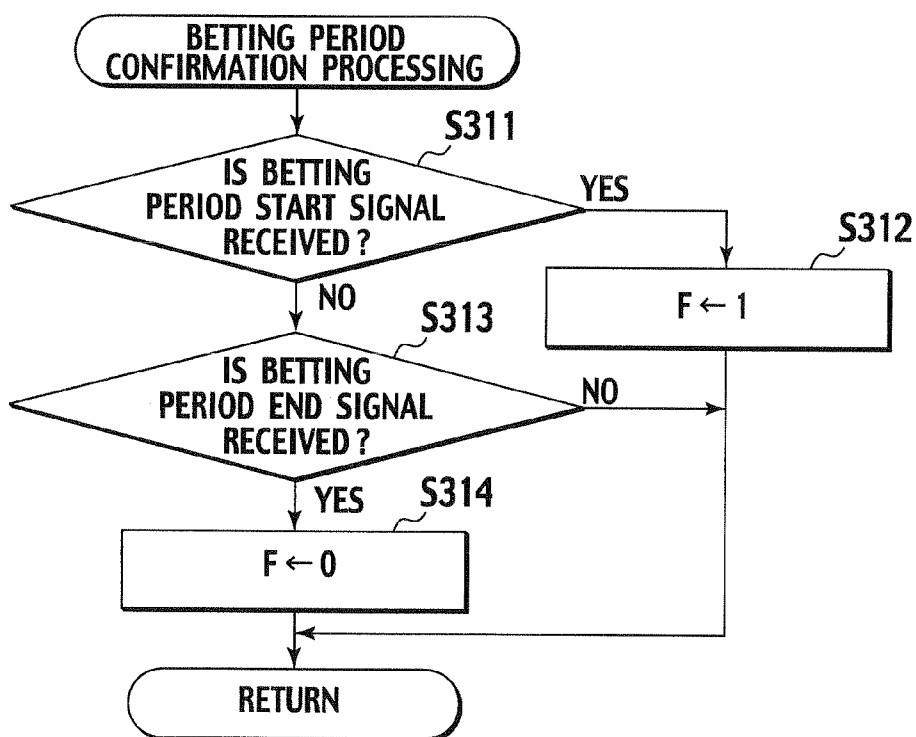 BETTING PERIOD
CONFIRMATION PROCESSING
S311
IS BETTING
PERIOD START SIGNAL
RECEIVED?
YES
S312
F ← 1
NO
S313
IS BETTING
PERIOD END SIGNAL
RECEIVED?
NO
YES
S314
F ← 0
RETURN